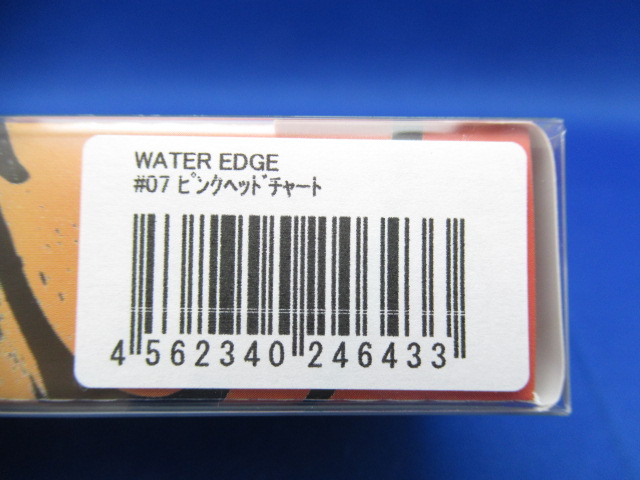 WATER EDGE
#07 ﾋﾟﾝｸﾍｯﾄﾞﾁｬｰﾄ
4 562340 246433